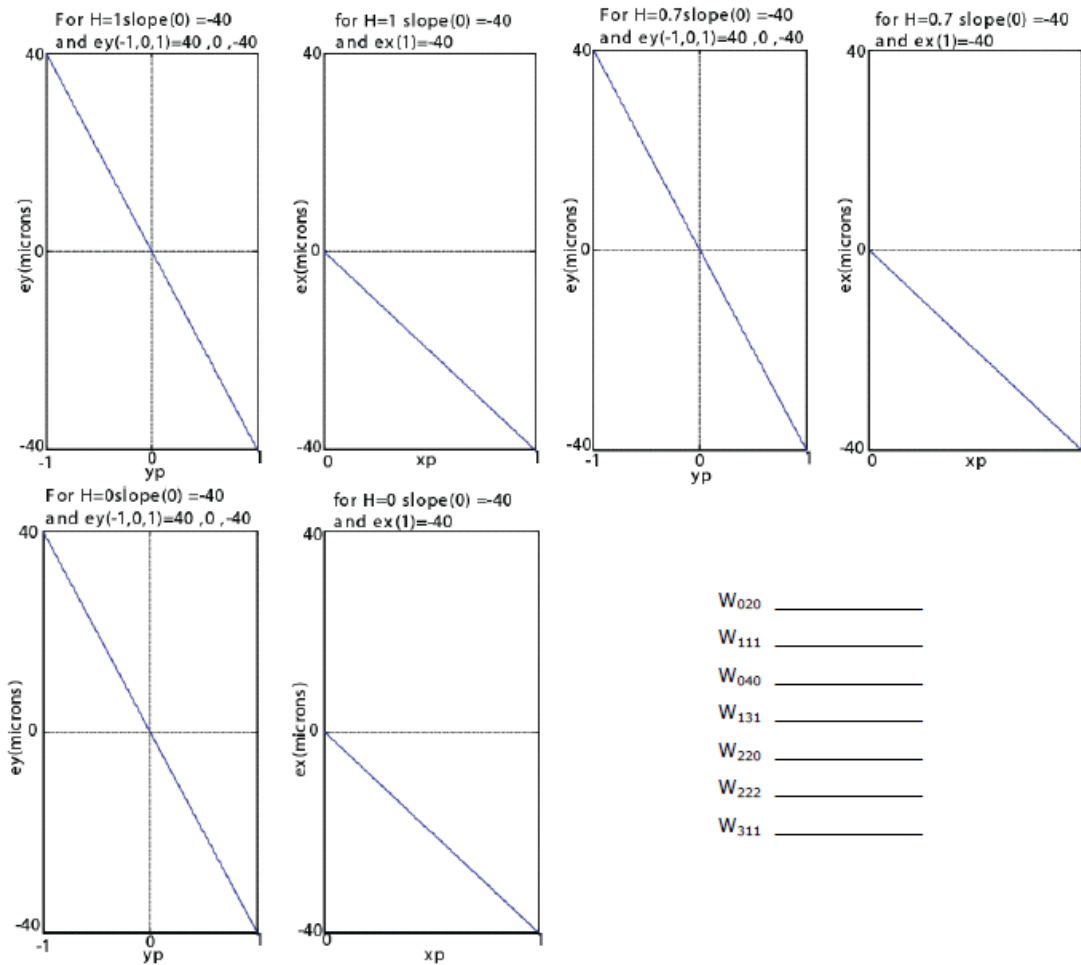 For H=1slope(0) =-40
and ey(-1,0,1)=40 ,0 ,-40
40
ey(microns)
0
-40
-1
0
1
yp
for H=1 slope(0) =-40
and ex(1)=-40
ex(microns)
0
-40
0
1
xp
For H=0.7slope(0) =-40
and ey(-1,0,1)=40 ,0 ,-40
40
ey(microns)
0
-40
-1
0
1
yp
for H=0.7 slope(0) =-40
and ex(1)=-40
40
ex(microns)
0
-40
0
xp
For H=0slope(0) =-40
and ey(-1,0,1)=40 ,0 ,-40
40
ey(microns)
0
-40
-1
0
1
yp
for H=0 slope(0) =-40
and ex(1)=-40
40
ex(microns)
0
-40
0
1
xp
W₀₂₀
W₁₁₁
W₀₄₀
W₁₃₁
W₂₂₀
W₂₂₂
W₃₁₁